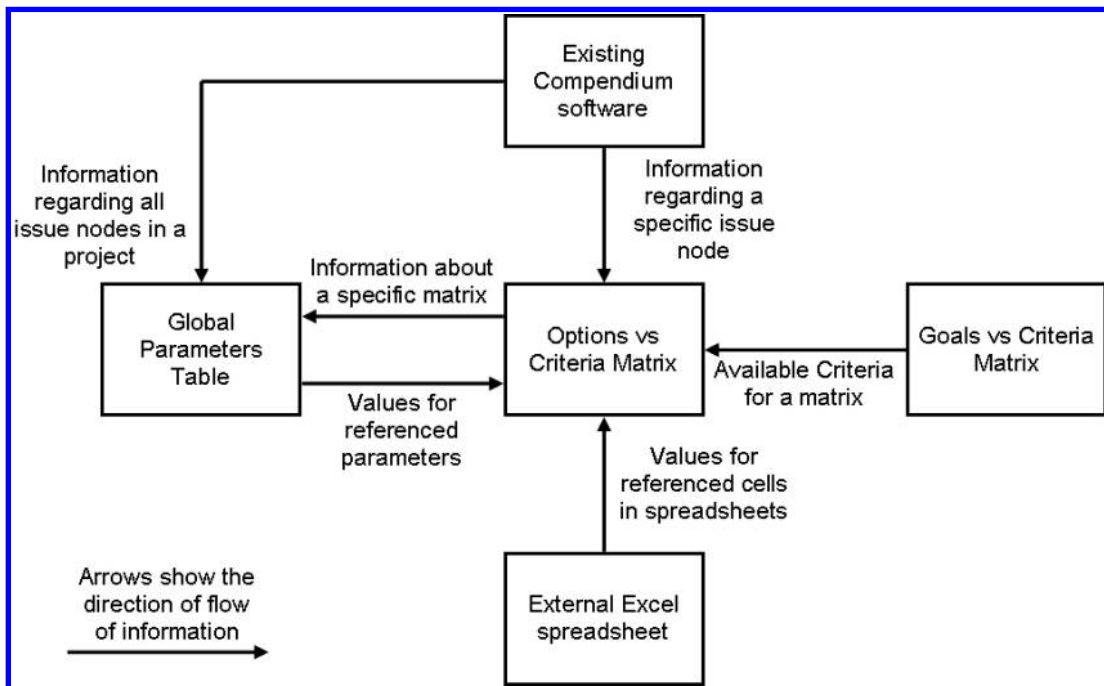 Existing
Compendium
software
Information
regarding all
issue nodes in a
project
Information
regarding a
specific issue
node
Information about
a specific matrix
Global
Parameters
Table
Options vs
Criteria Matrix
Goals vs Criteria
Matrix
Available Criteria
for a matrix
Values for
referenced
parameters
Values for
referenced cells
in spreadsheets
Arrows show the
direction of flow
of information
External Excel
spreadsheet